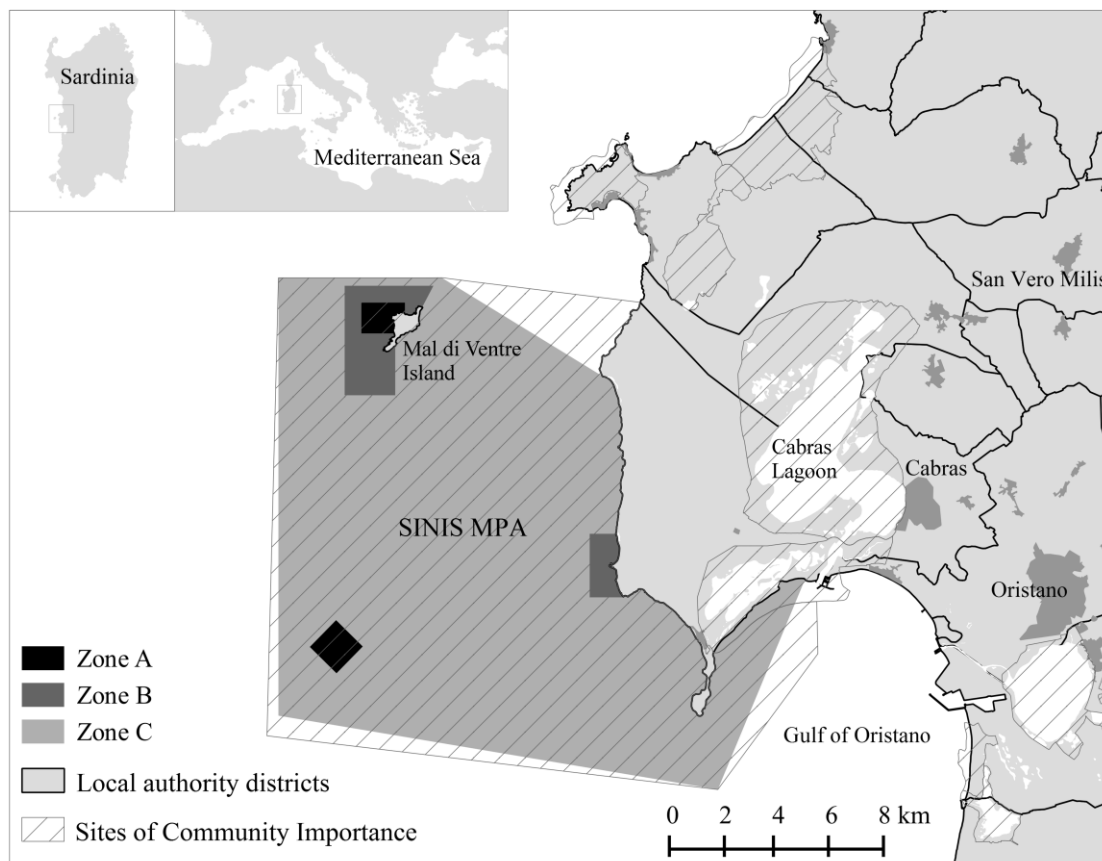 Sardinia
Mediterranean Sea
San Vero Milis
Mal di Ventre
Island
Cabras
Lagoon
Cabras
SINIS MPA
Oristano
Gulf of Oristano
Zone A
Zone B
Zone C
Local authority districts
Sites of Community Importance
0 2 4 6 8 km